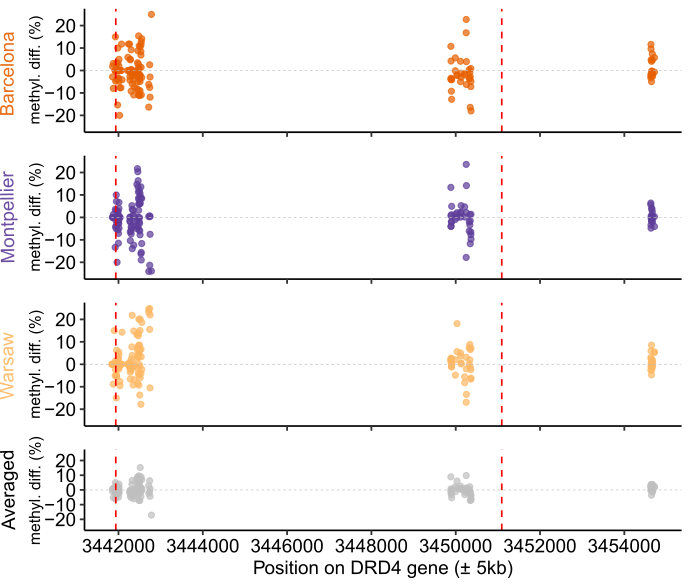 Barcelona
methyl. diff. (%)
20
10
0
−10
−20
Montpellier
methyl. diff. (%)
20
10
0
−10
−20
Warsaw
methyl. diff. (%)
20
10
0
−10
−20
Averaged
methyl. diff. (%)
20
10
0
−10
−20
3442000 3444000 3446000 3448000 3450000 3452000 3454000
Position on DRD4 gene (± 5kb)